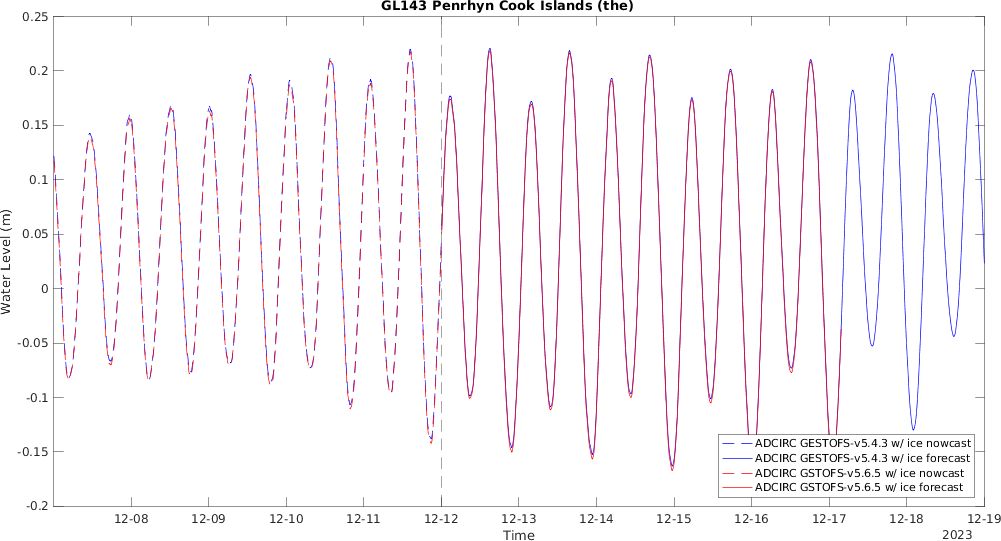 GL143 Penrhyn Cook Islands (the)
0.25
0.2
0.15
0.1
0.05
0
-0.05
-0.1
-0.15
-0.2
Water Level (m)
ADCIRC GESTOFS-v5.4.3 w/ ice nowcast
ADCIRC GESTOFS-v5.4.3 w/ ice forecast
ADCIRC GSTOFS-v5.6.5 w/ ice nowcast
ADCIRC GSTOFS-v5.6.5 w/ ice forecast
12-08 12-09 12-10 12-11 12-12 12-13 12-14 12-15 12-16 12-17 12-18 12-19
Time
2023